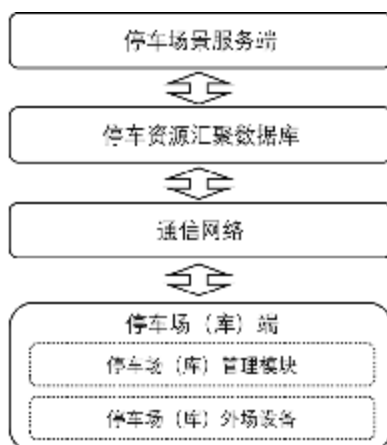 停车场景服务端
停车资源汇聚数据库
通信网络
停车场（库）端
停车场（库）管理模块
停车场（库）外场设备